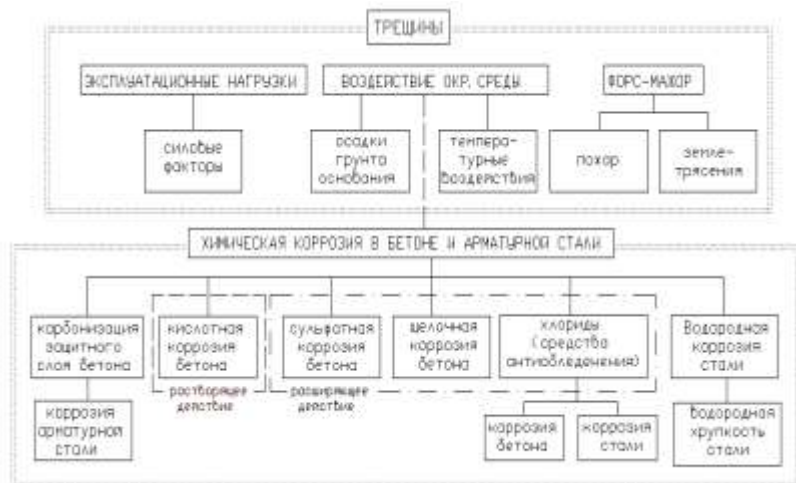 ТРЕЩИНЫ
ЭКСПЛУАТАЦИОННЫЕ НАГРУЗКИ
ВОЗДЕЙСТВИЕ ОКР. СРЕДЫ
ФОРС-МАЖОР
силовые
факторы
осадки
грунта
основания
темпера-
турные
воздействия
пожар
земле-
трясения
ХИМИЧЕСКАЯ КОРРОЗИЯ В БЕТОНЕ И АРМАТУРНОЙ СТАЛИ
карбонизация
защитного
слоя бетона
кислотная
коррозия
бетона
сульфатная
коррозия
бетона
щелочная
коррозия
бетона
хлориды
(средства
антиобледенения)
Водородная
коррозия
стали
растворяющее
действие
расширяющее
действие
коррозия
арматурной
стали
коррозия
бетона
коррозия
стали
водородная
хрупкость
стали